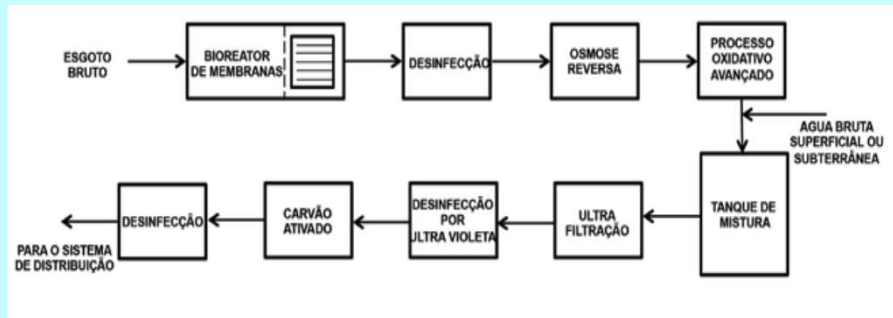 ESGOTO
BRUTO
BIOREATOR
DE MEMBRANAS
DESINFECÇÃO
OSMOSE
REVERSA
PROCESSO
OXIDATIVO
AVANÇADO
AGUA BRUTA
SUPERFICIAL OU
SUBTERRÂNEA
TANQUE DE
MISTURA
ULTRA
FILTRAÇÃO
DESINFECÇÃO
POR
ULTRA VIOLETA
CARVÃO
ATIVADO
DESINFECÇÃO
PARA O SISTEMA
DE DISTRIBUIÇÃO